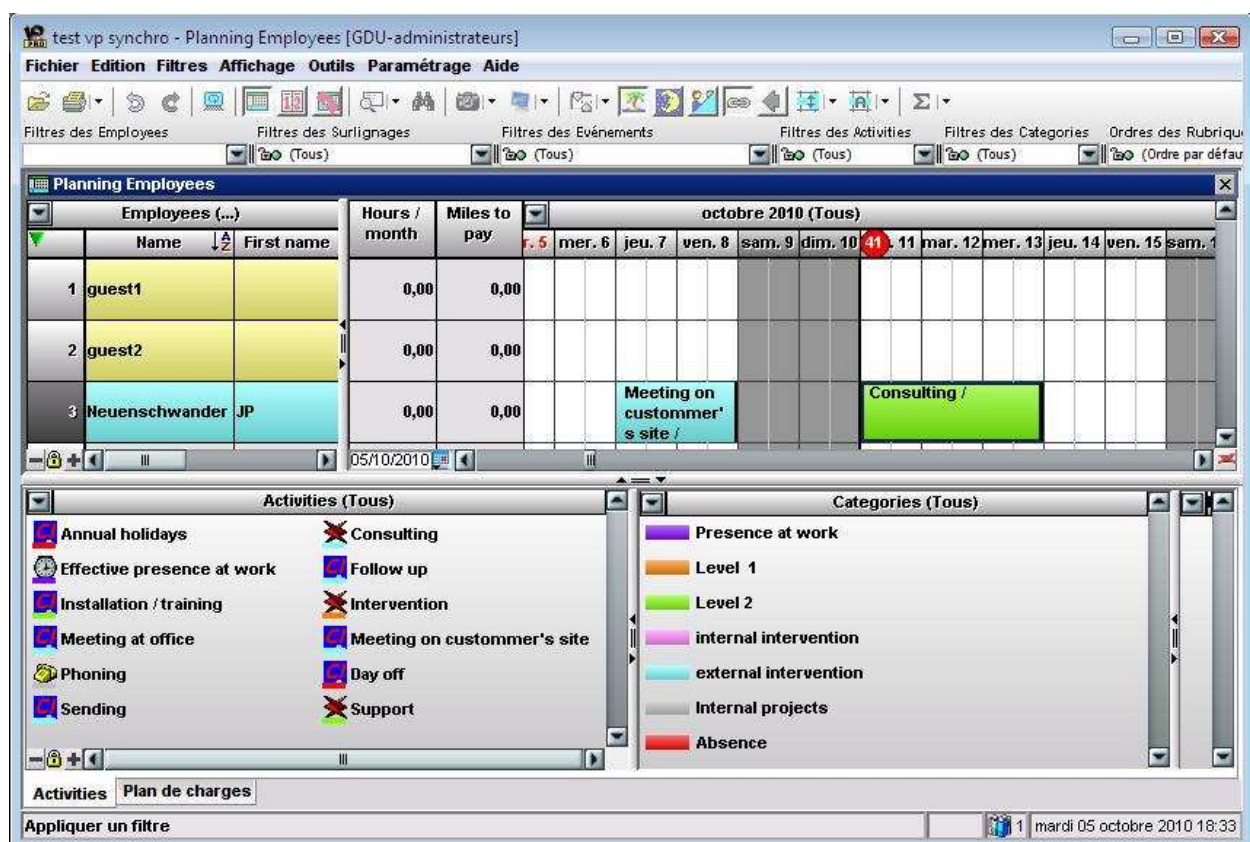 test vp synchro - Planning Employees [GDU-administrateurs]
Fichier Edition Filtres Affichage Outils Paramétrage Aide
Filtres des Employees Filtres des Surlignages Filtres des Evénements Filtres des Activities Filtres des Categories Ordres des Rubriqu
(Tous) (Tous) (Tous) (Tous) (Ordre par défau
Planning Employees
Employees (...) Hours / month Miles to pay octobre 2010 (Tous)
Name First name r. 5 mer. 6 jeu. 7 ven. 8 sam. 9 dim. 10 41 . 11 mar. 12 mer. 13 jeu. 14 ven. 15 sam. 1
1 guest1 0,00 0,00
2 guest2 0,00 0,00
3 Neuenschwander JP 0,00 0,00
Meeting on
custommer'
s site /
Consulting /
05/10/2010
Activities (Tous)
Annual holidays Consulting
Effective presence at work Follow up
Installation / training Intervention
Meeting at office Meeting on custommer's site
Phoning Day off
Sending Support
Categories (Tous)
Presence at work
Level 1
Level 2
internal intervention
external intervention
Internal projects
Absence
Activities Plan de charges
Appliquer un filtre 1 mardi 05 octobre 2010 18:33